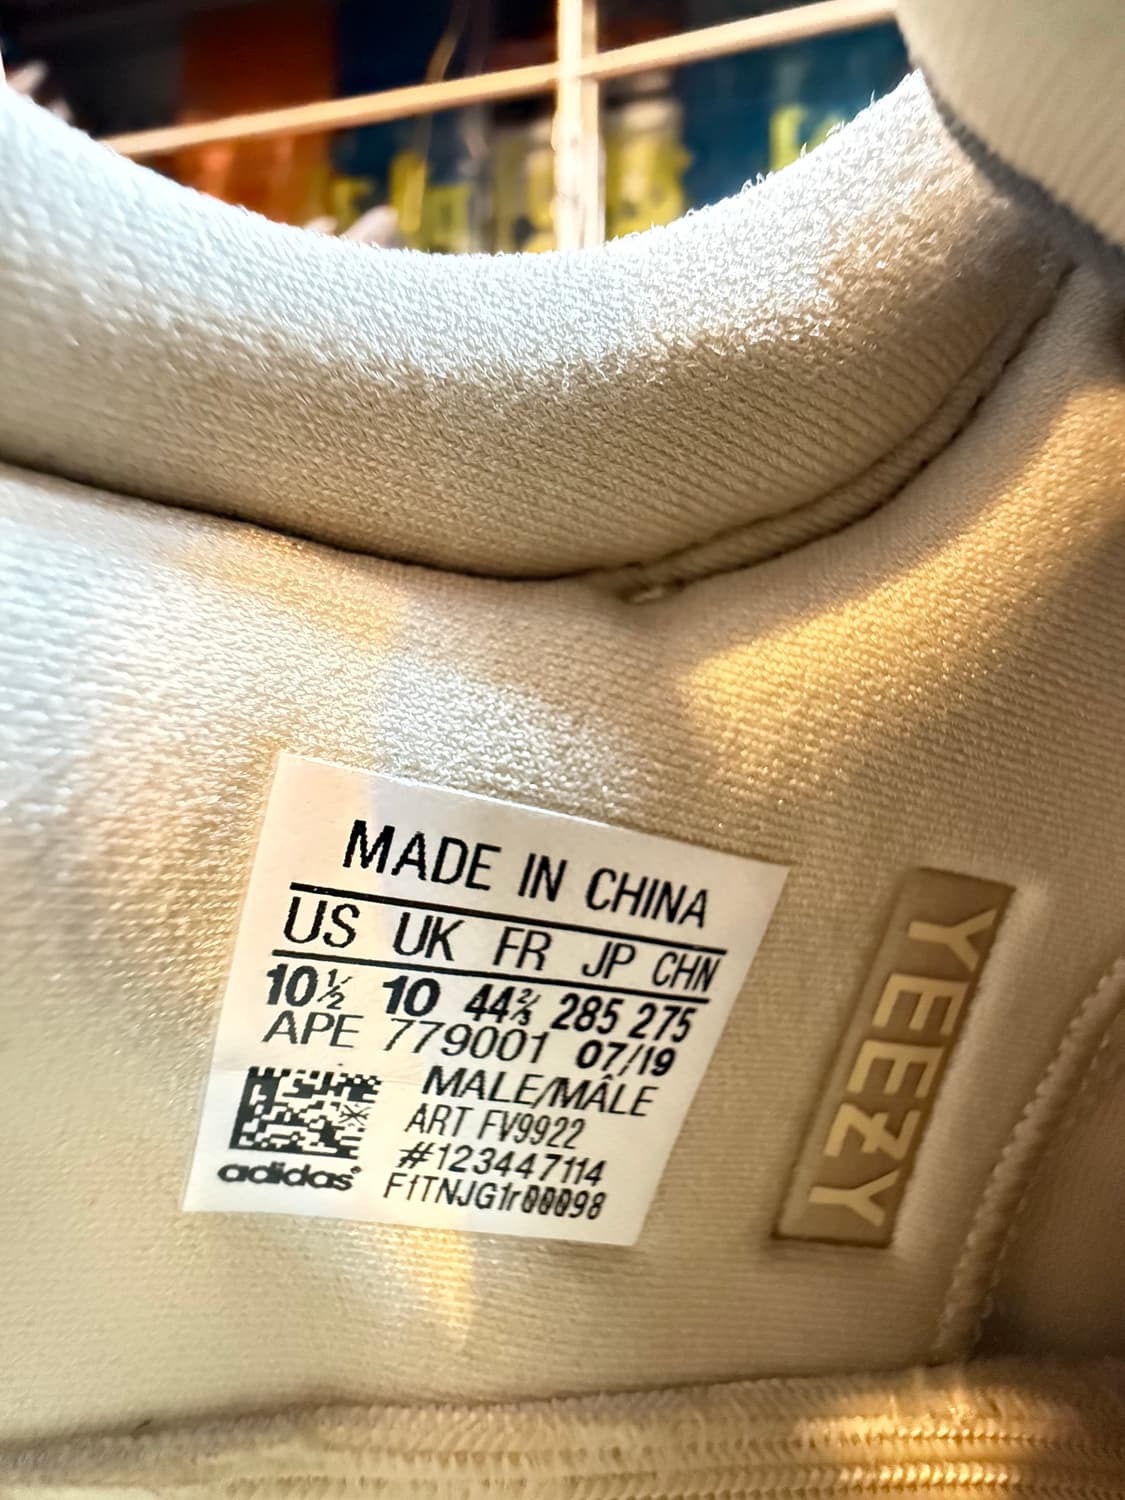 MADE IN CHINA
US UK FR JP CHN
10½ 10 44⅔ 285 275
APE 779001 07/19
MALE/MÂLE
ART FV9922
#123447114
F1TNJG1r00098
adidas
YEEZY